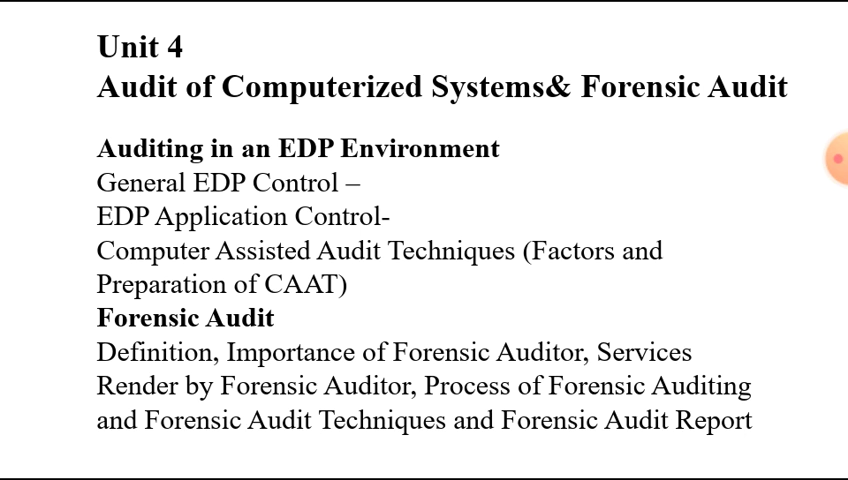 Unit 4
Audit of Computerized Systems& Forensic Audit
Auditing in an EDP Environment
General EDP Control –
EDP Application Control-
Computer Assisted Audit Techniques (Factors and
Preparation of CAAT)
Forensic Audit
Definition, Importance of Forensic Auditor, Services
Render by Forensic Auditor, Process of Forensic Auditing
and Forensic Audit Techniques and Forensic Audit Report